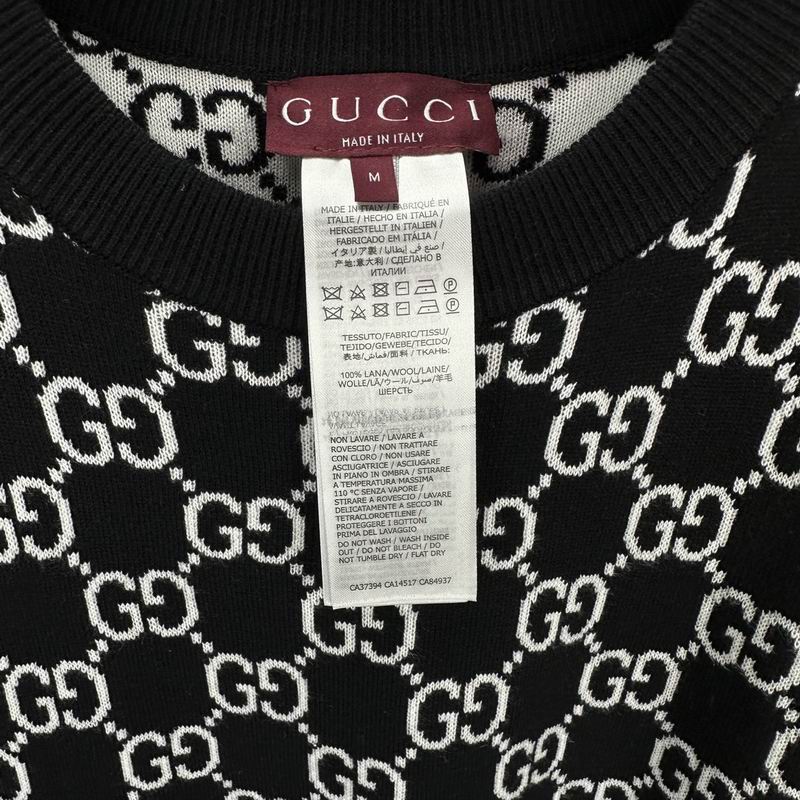 GUCCI
MADE IN ITALY
M
MADE IN ITALY / FABRIQUÉ EN
ITALIE / HECHO EN ITALIA /
HERGESTELLT IN ITALIEN /
FABRICADO EM ITÁLIA /
イタリア製 / صنع في إيطاليا /
产地:意大利 / СДЕЛАНО В
ИТАЛИИ
TESSUTO/FABRIC/TISSU/
TEJIDO/GEWEBE/TECIDO/
表地/قماش/面料 / ТКАНЬ:
100% LANA/WOOL/LAINE/
WOLLE/LÃ/ウール/صوف/羊毛
ШЕРСТЬ
NON LAVARE / LAVARE A
ROVESCIO / NON TRATTARE
CON CLORO / NON USARE
ASCIUGATRICE / ASCIUGARE
IN PIANO IN OMBRA / STIRARE
A TEMPERATURA MASSIMA
110 °C SENZA VAPORE /
STIRARE A ROVESCIO / LAVARE
DELICATAMENTE A SECCO IN
TETRACLOROETILENE /
PROTEGGERE I BOTTONI
PRIMA DEL LAVAGGIO
DO NOT WASH / WASH INSIDE
OUT / DO NOT BLEACH / DO
NOT TUMBLE DRY / FLAT DRY
CA37394 CA14517 CA84937